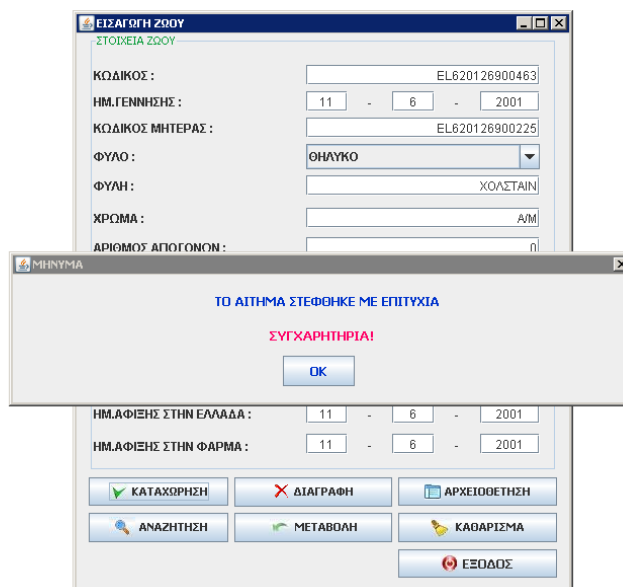 ΕΙΣΑΓΩΓΗ ΖΩΟΥ
ΣΤΟΙΧΕΙΑ ΖΩΟΥ
ΚΩΔΙΚΟΣ : EL620126900463
ΗΜ.ΓΕΝΝΗΣΗΣ : 11 - 6 - 2001
ΚΩΔΙΚΟΣ ΜΗΤΕΡΑΣ : EL620126900225
ΦΥΛΟ : ΘΗΛΥΚΟ
ΦΥΛΗ : ΧΟΛΣΤΑΙΝ
ΧΡΩΜΑ : Α/Μ
ΑΡΙΘΜΟΣ ΑΠΟΓΟΝΩΝ : 0
ΜΗΝΥΜΑ
ΤΟ ΑΙΤΗΜΑ ΣΤΕΦΘΗΚΕ ΜΕ ΕΠΙΤΥΧΙΑ
ΣΥΓΧΑΡΗΤΗΡΙΑ!
OK
ΗΜ.ΑΦΙΞΗΣ ΣΤΗΝ ΕΛΛΑΔΑ : 11 - 6 - 2001
ΗΜ.ΑΦΙΞΗΣ ΣΤΗΝ ΦΑΡΜΑ : 11 - 6 - 2001
ΚΑΤΑΧΩΡΗΣΗ ΔΙΑΓΡΑΦΗ ΑΡΧΕΙΟΘΕΤΗΣΗ
ΑΝΑΖΗΤΗΣΗ ΜΕΤΑΒΟΛΗ ΚΑΘΑΡΙΣΜΑ
ΕΞΟΔΟΣ